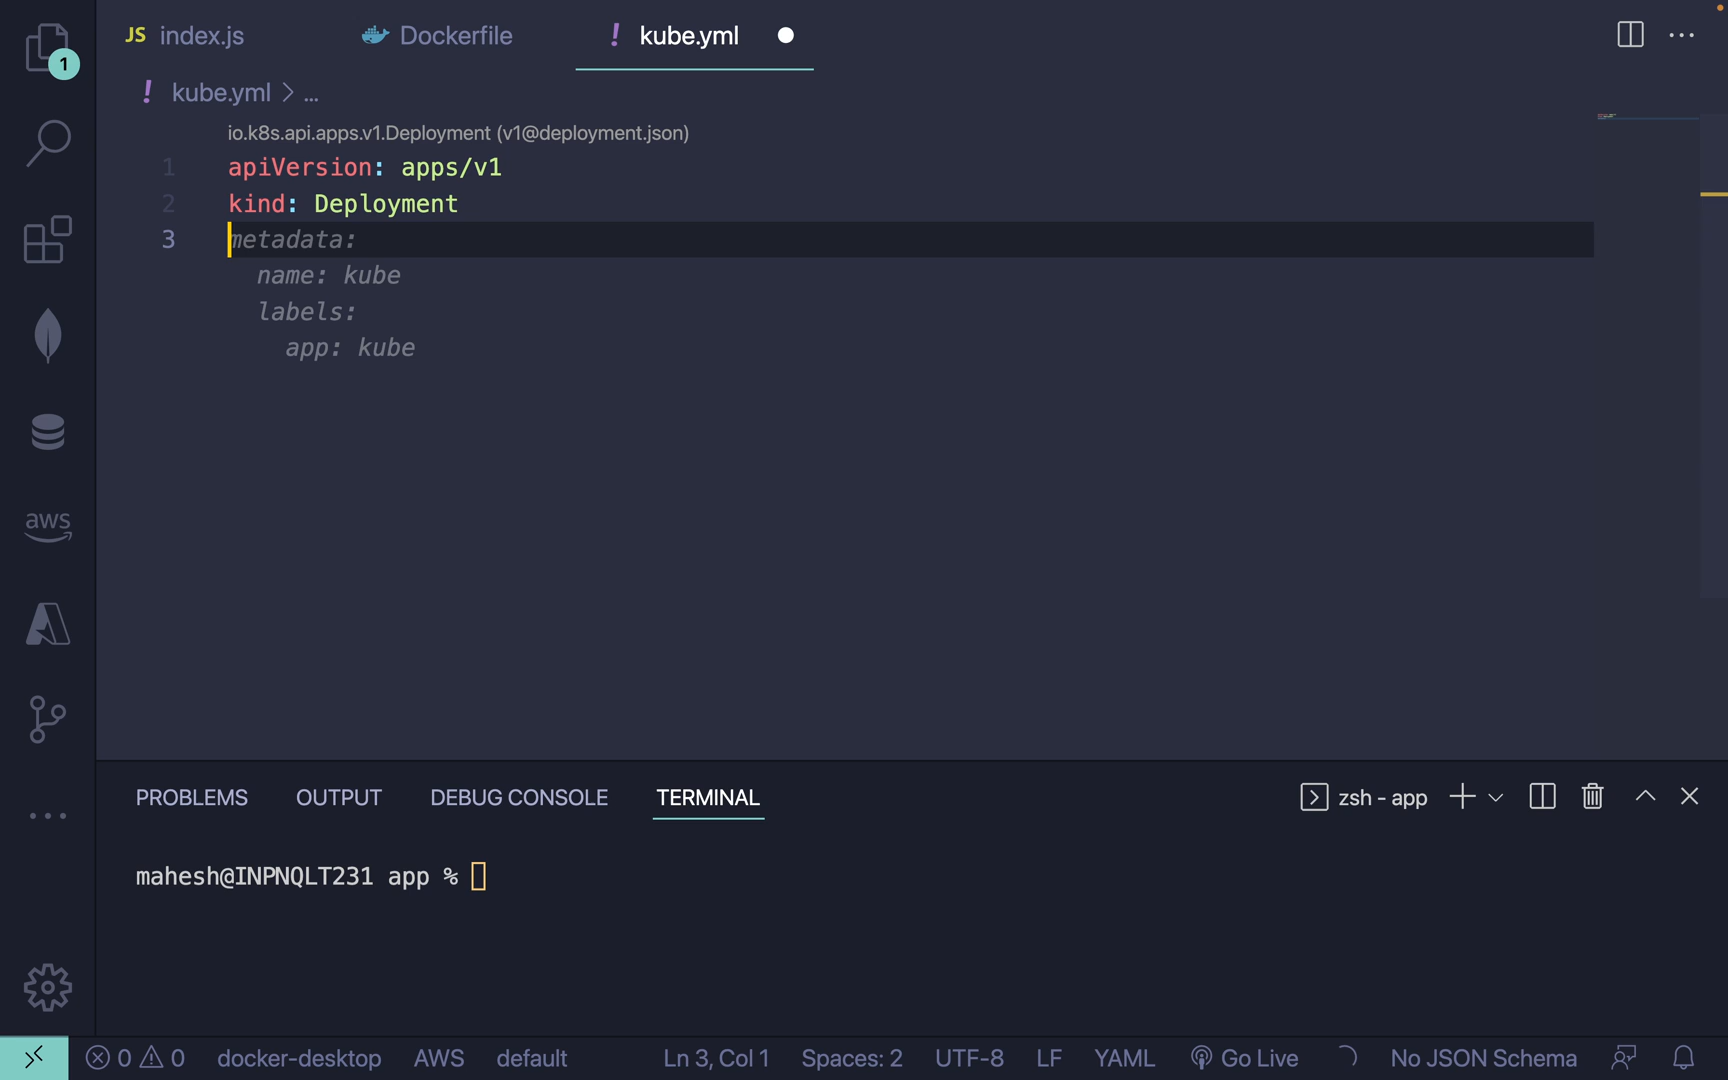 JS index.js
Dockerfile
! kube.yml
1
! kube.yml > ...
io.k8s.api.apps.v1.Deployment (v1@deployment.json)
1 apiVersion: apps/v1
2 kind: Deployment
3 metadata:
name: kube
labels:
app: kube
aws
PROBLEMS OUTPUT DEBUG CONSOLE TERMINAL
zsh - app
mahesh@INPNQLT231 app %
0 0 docker-desktop AWS default Ln 3, Col 1 Spaces: 2 UTF-8 LF YAML Go Live No JSON Schema